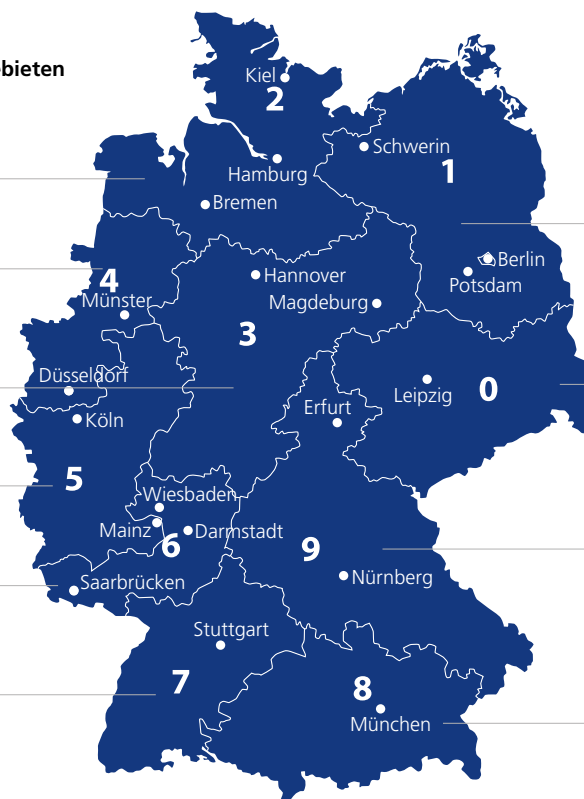 ebieten
Kiel
2
Schwerin
1
Hamburg
Bremen
Berlin
Potsdam
4
Hannover
Münster
Magdeburg
3
Düsseldorf
Leipzig
0
Erfurt
Köln
5
Wiesbaden
Mainz
Darmstadt
6
9
Nürnberg
Saarbrücken
Stuttgart
7
8
München